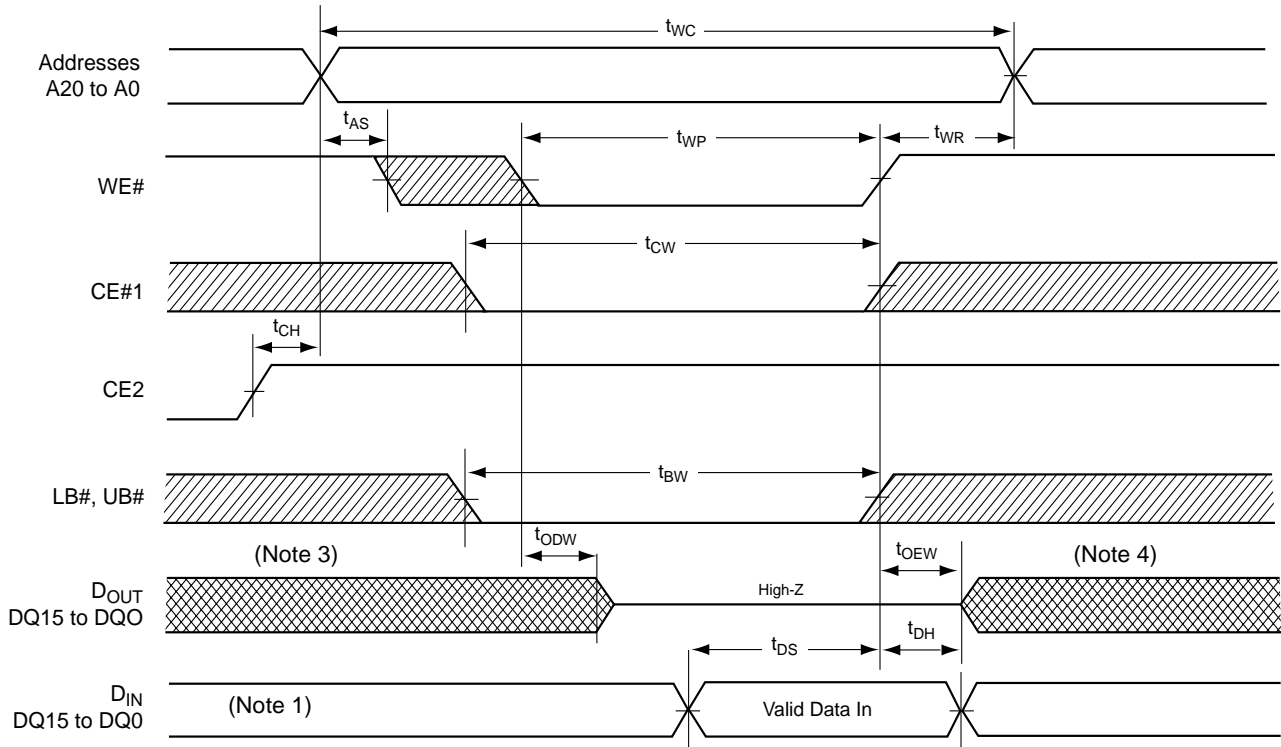 tWC
Addresses
A20 to A0
tAS
tWP
tWR
WE#
tCW
CE#1
tCH
CE2
tBW
LB#, UB#
tODW
(Note 3)
tOEW
(Note 4)
DOUT
DQ15 to DQO
High-Z
tDS
tDH
DIN
DQ15 to DQ0
(Note 1)
Valid Data In